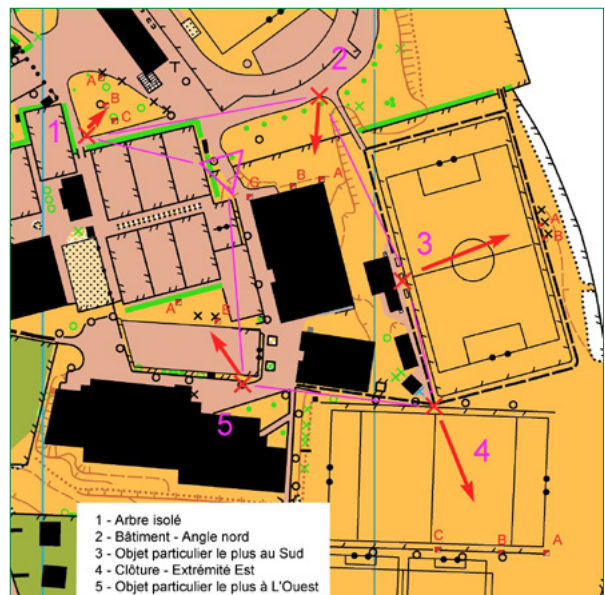 2
1
A
B
C
C
B
A
3
A
B
A
B
5
4
C
B
A
1 - Arbre isolé
2 - Bâtiment - Angle nord
3 - Objet particulier le plus au Sud
4 - Clôture - Extrémité Est
5 - Objet particulier le plus à L'Ouest